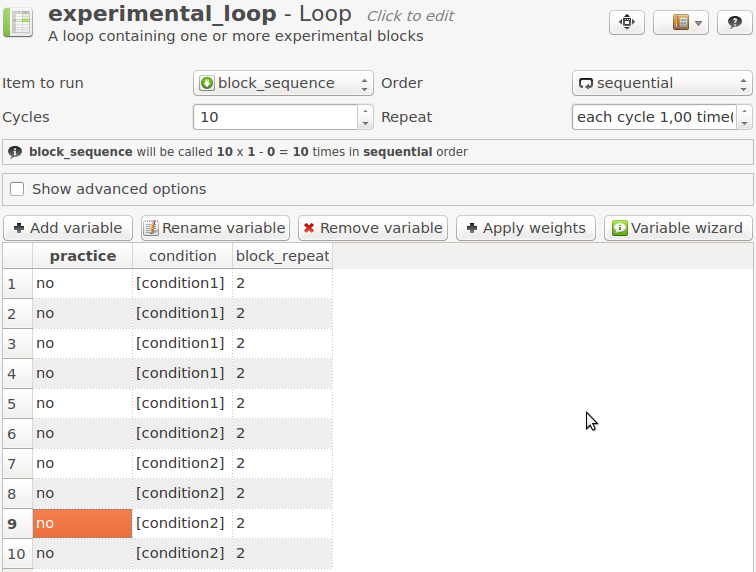 experimental_loop - Loop Click to edit
A loop containing one or more experimental blocks
Item to run block_sequence Order sequential
Cycles 10 Repeat each cycle 1,00 time(
block_sequence will be called 10 x 1 - 0 = 10 times in sequential order
Show advanced options
Add variable Rename variable Remove variable Apply weights Variable wizard
practice condition block_repeat
1 no [condition1] 2
2 no [condition1] 2
3 no [condition1] 2
4 no [condition1] 2
5 no [condition1] 2
6 no [condition2] 2
7 no [condition2] 2
8 no [condition2] 2
9 no [condition2] 2
10 no [condition2] 2